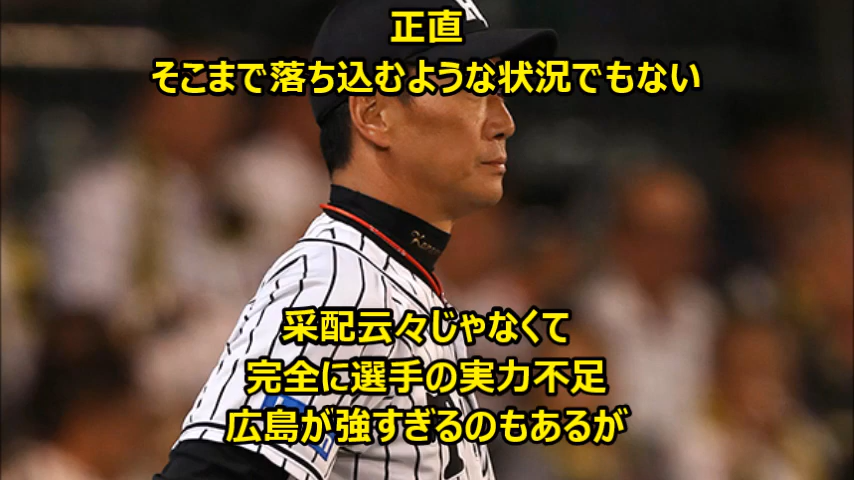 正直
そこまで落ち込むような状況でもない
采配云々じゃなくて
完全に選手の実力不足
広島が強すぎるのもあるが